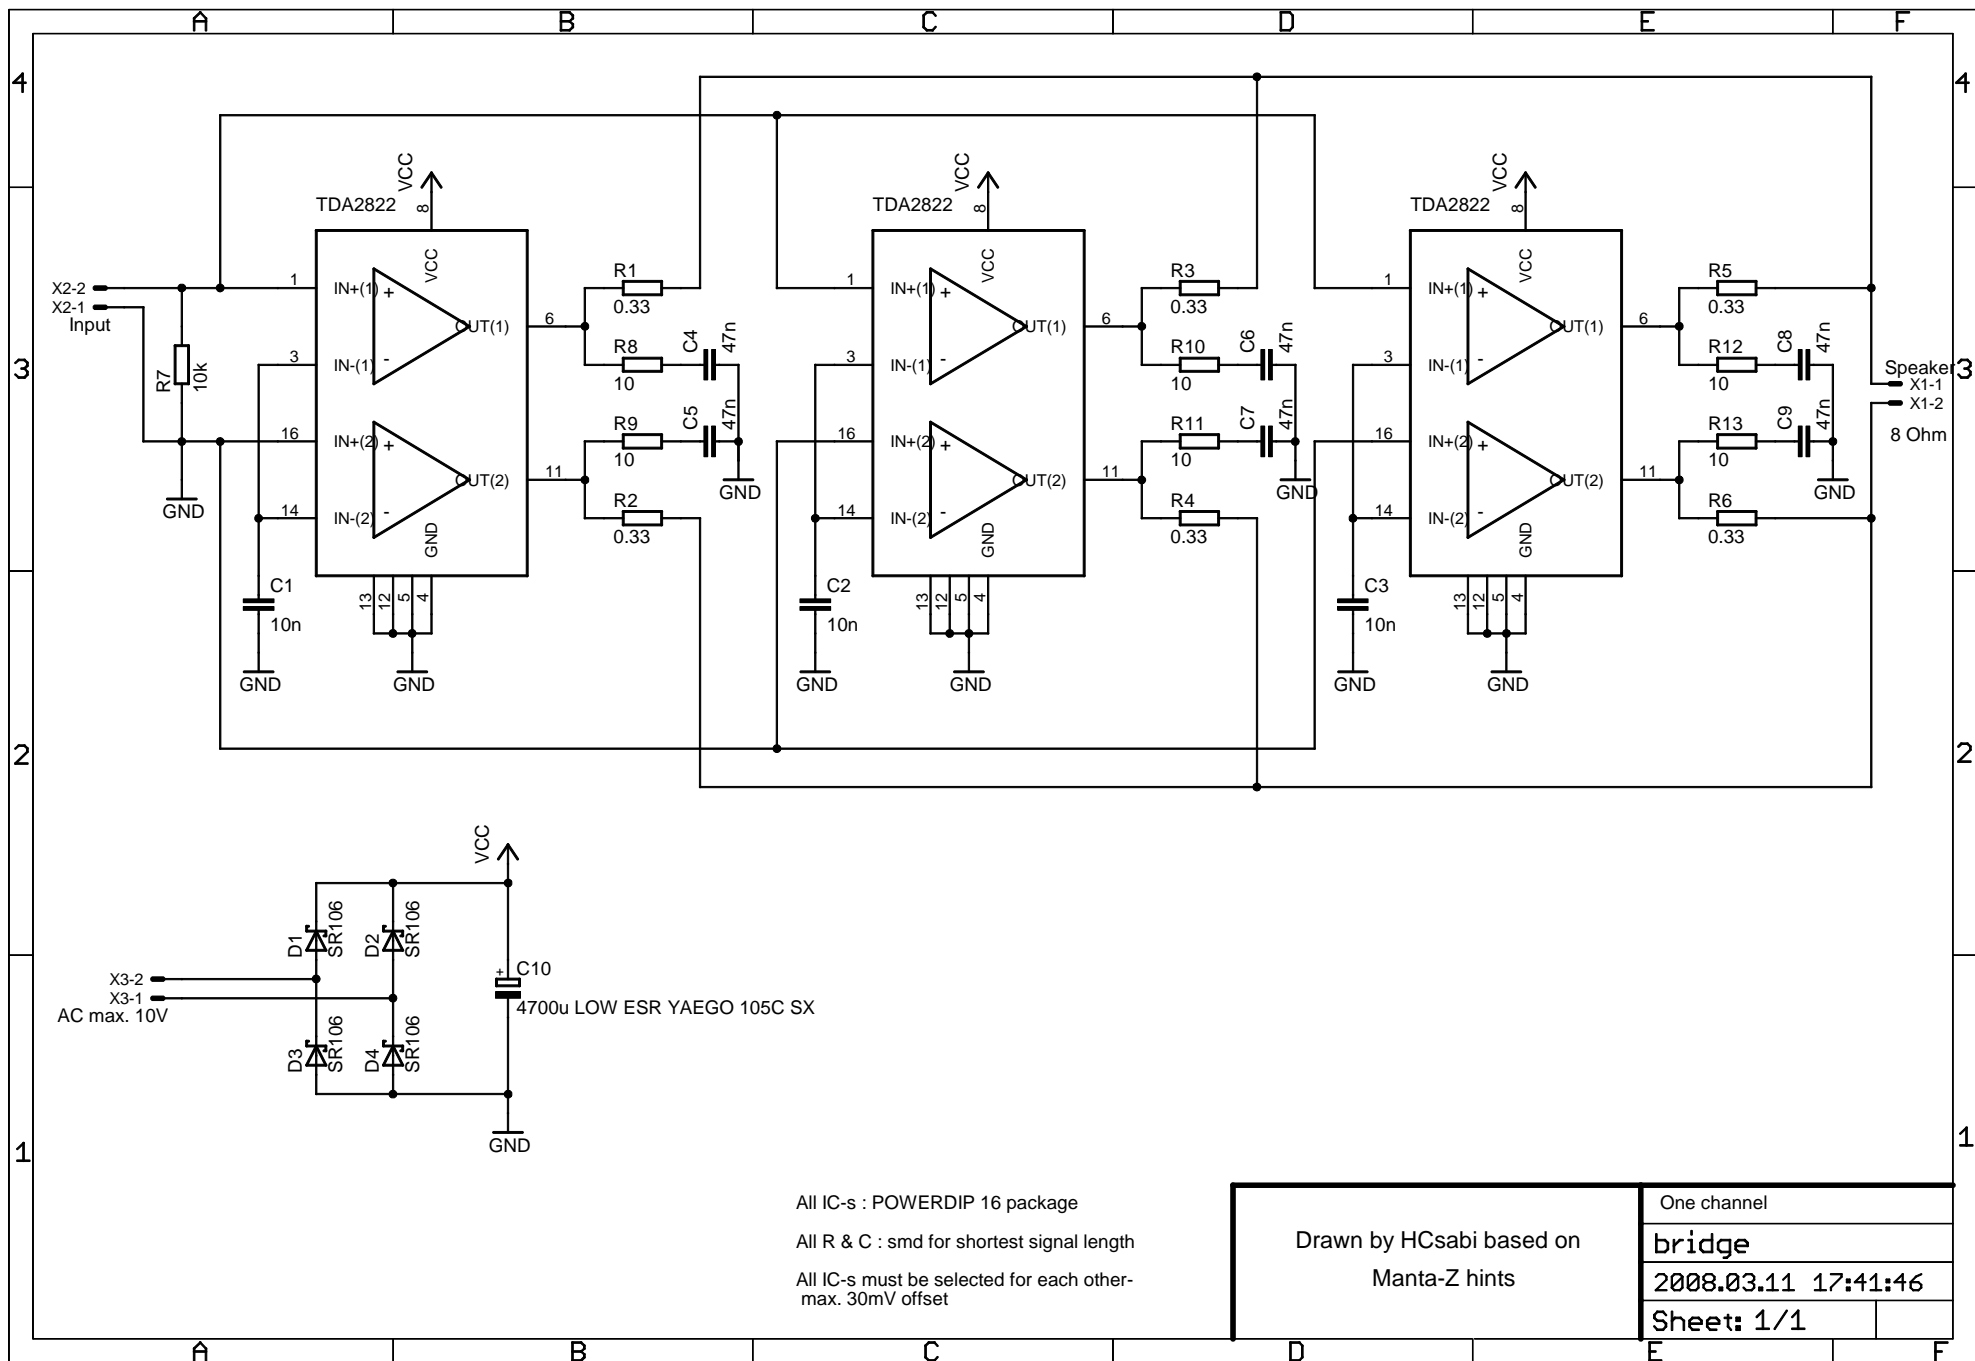 A B C D E F
4 4
VCC VCC VCC
TDA2822 8 TDA2822 8 TDA2822 8
VCC VCC VCC
X2-2
X2-1
Input
1 IN+(1) + 1 IN+(1) + 1 IN+(1) +
R1 R3 R5
0.33 0.33 0.33
OUT(1) 6 OUT(1) 6 OUT(1) 6
R7 10k
3 IN-(1) - 3 IN-(1) - 3 IN-(1) -
R8 C4 47n R10 C6 47n R12 C8 47n
10 10 10
3 3
Speaker
X1-1
X1-2
8 Ohm
R9 C5 47n R11 C7 47n R13 C9 47n
10 10 10
16 IN+(2) + 16 IN+(2) + 16 IN+(2) +
OUT(2) 11 OUT(2) 11 OUT(2) 11
GND GND GND GND
R2 R4 R6
0.33 0.33 0.33
14 IN-(2) - 14 IN-(2) - 14 IN-(2) -
GND GND GND
C1 13 12 5 4 C2 13 12 5 4 C3 13 12 5 4
10n 10n 10n
GND GND GND GND GND GND
2 2
VCC
D1 SR106 D2 SR106
X3-2
X3-1
AC max. 10V
+ C10
4700u LOW ESR YAEGO 105C SX
D3 SR106 D4 SR106
GND
1 1
All IC-s : POWERDIP 16 package
All R & C : smd for shortest signal length
All IC-s must be selected for each other-
max. 30mV offset
Drawn by HCsabi based on
Manta-Z hints
One channel
bridge
2008.03.11 17:41:46
Sheet: 1/1
A B C D E F